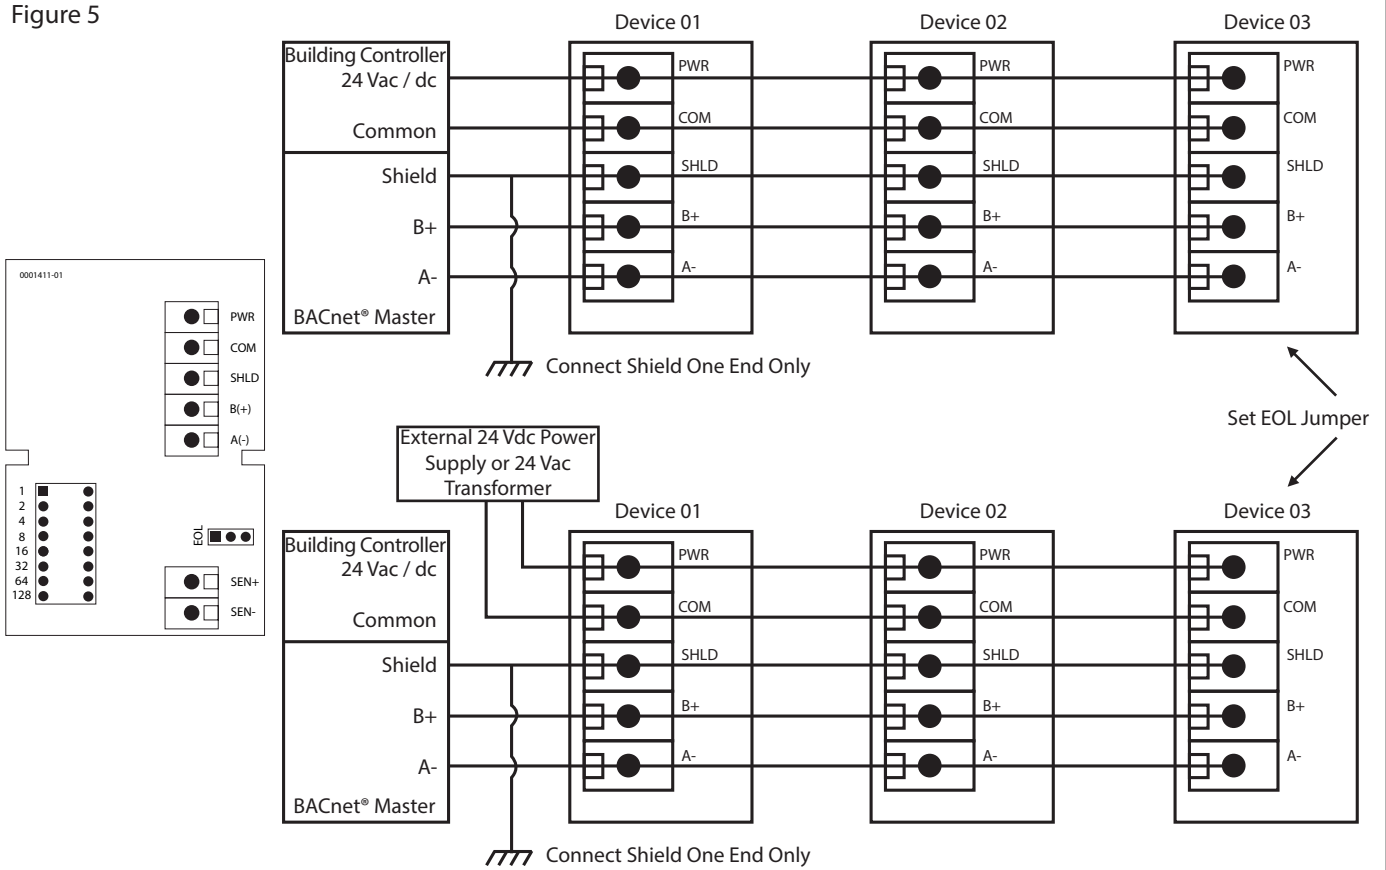 Figure 5
Device 01
Device 02
Device 03
Building Controller
24 Vac / dc
Common
Shield
B+
A-
BACnet® Master
PWR
COM
SHLD
B+
A-
PWR
COM
SHLD
B+
A-
PWR
COM
SHLD
B+
A-
Connect Shield One End Only
Set EOL Jumper
0001411-01
PWR
COM
SHLD
B(+)
A(-)
1
2
4
8
16
32
64
128
EOL
SEN+
SEN-
External 24 Vdc Power
Supply or 24 Vac
Transformer
Device 01
Device 02
Device 03
Building Controller
24 Vac / dc
Common
Shield
B+
A-
BACnet® Master
PWR
COM
SHLD
B+
A-
PWR
COM
SHLD
B+
A-
PWR
COM
SHLD
B+
A-
Connect Shield One End Only